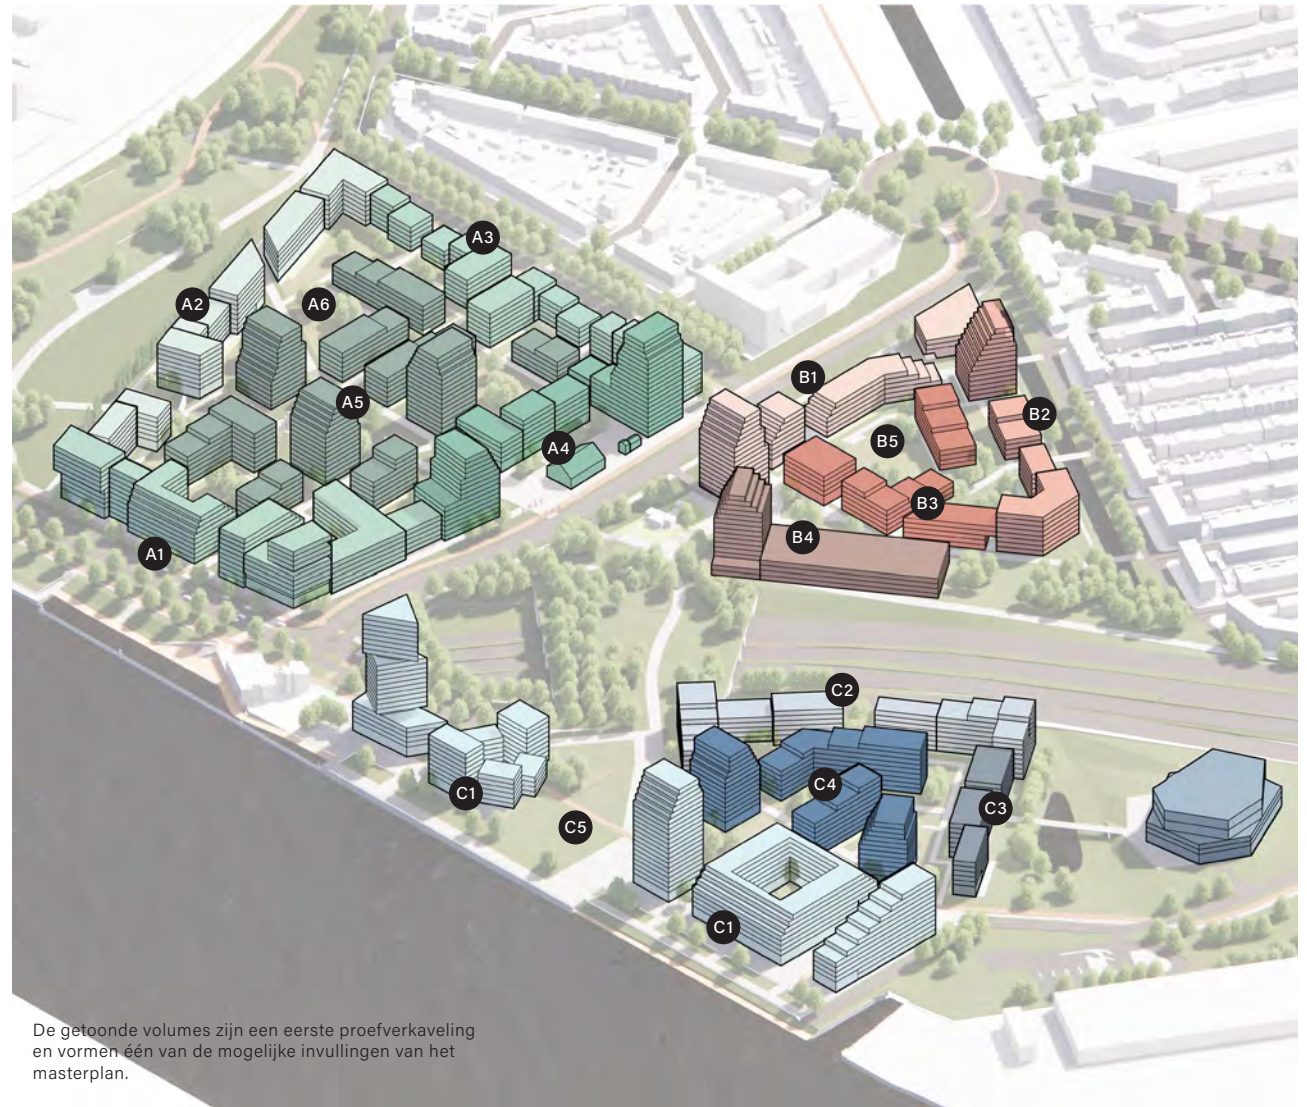 A3
A2
A6
B1
A5
B2
B5
A4
B3
B4
A1
C2
C4
C1
C3
C5
C1
De getoonde volumes zijn een eerste proefverkaveling
en vormen één van de mogelijke invullingen van het
masterplan.